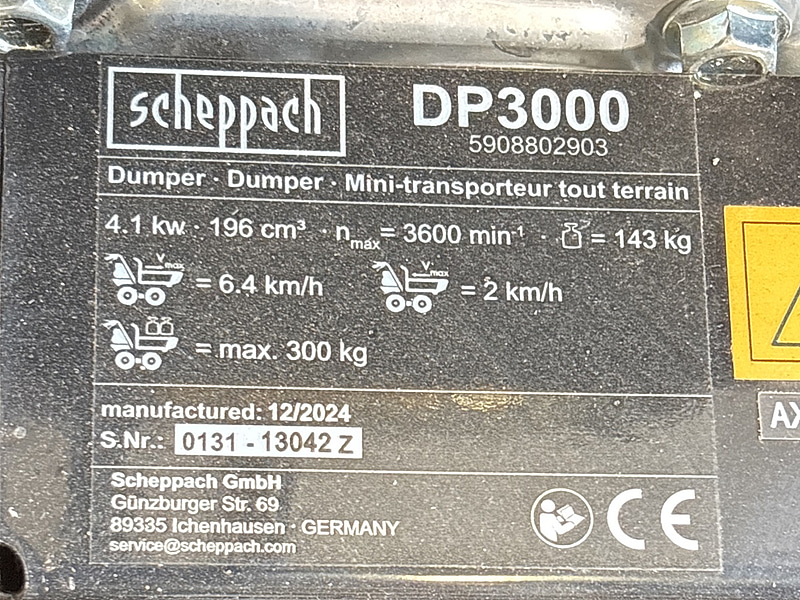 scheppach
DP3000
5908802903
Dumper · Dumper · Mini-transporteur tout terrain
4.1 kw · 196 cm³ · nmax= 3600 min-1 · = 143 kg
Vmax = 6.4 km/h Vmax = 2 km/h
= max. 300 kg
manufactured: 12/2024
S.Nr.: 0131 - 13042 Z
Scheppach GmbH
Günzburger Str. 69
89335 Ichenhausen · GERMANY
service@scheppach.com
CE
AX